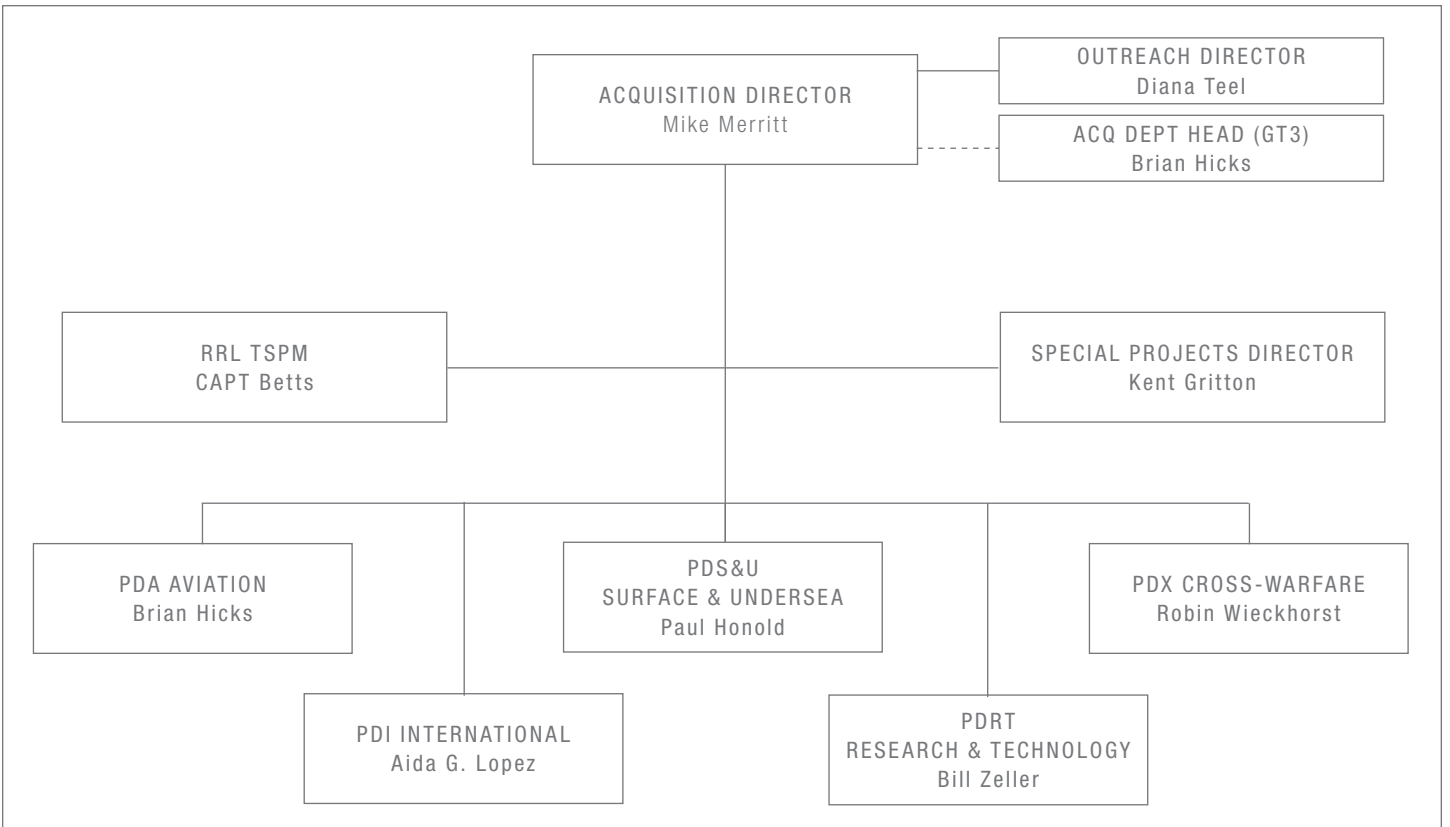 ACQUISITION DIRECTOR
Mike Merritt
OUTREACH DIRECTOR
Diana Teel
ACQ DEPT HEAD (GT3)
Brian Hicks
RRL TSPM
CAPT Betts
SPECIAL PROJECTS DIRECTOR
Kent Gritton
PDA AVIATION
Brian Hicks
PDS&U
SURFACE & UNDERSEA
Paul Honold
PDX CROSS-WARFARE
Robin Wieckhorst
PDI INTERNATIONAL
Aida G. Lopez
PDRT
RESEARCH & TECHNOLOGY
Bill Zeller